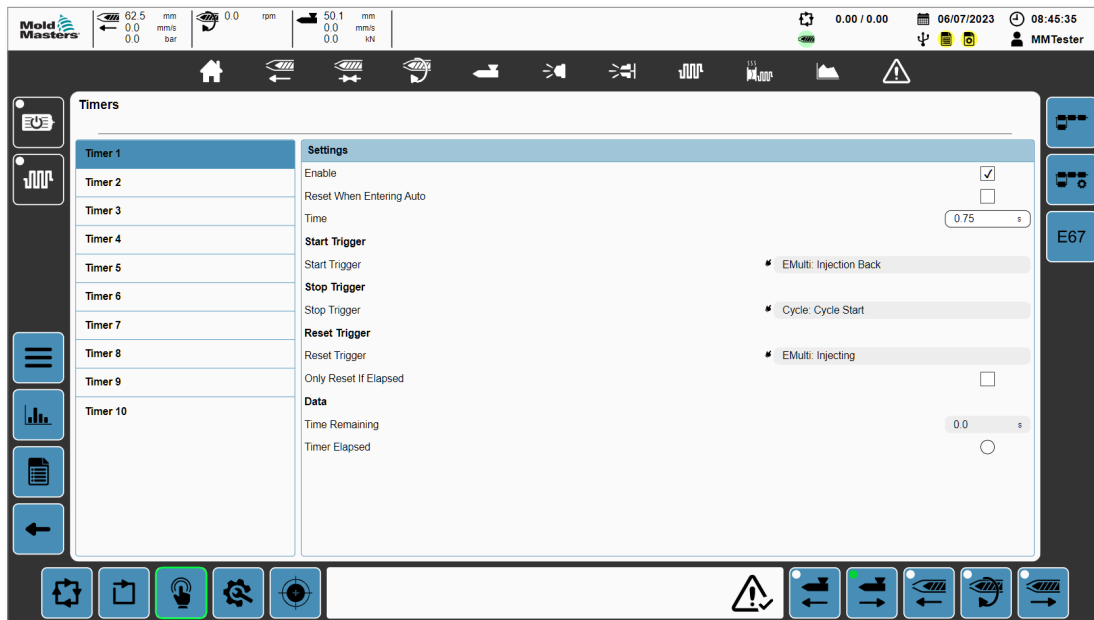 Mold Masters
62.5 mm
0.0 mm/s
0.0 bar
0.0 rpm
50.1 mm
0.0 mm/s
0.0 kN
0.00 / 0.00
06/07/2023
08:45:35
MMTester
Timers
Timer 1
Timer 2
Timer 3
Timer 4
Timer 5
Timer 6
Timer 7
Timer 8
Timer 9
Timer 10
Settings
Enable
Reset When Entering Auto
Time 0.75 s
Start Trigger
Start Trigger EMulti: Injection Back
Stop Trigger
Stop Trigger Cycle: Cycle Start
Reset Trigger
Reset Trigger EMulti: Injecting
Only Reset If Elapsed
Data
Time Remaining 0.0 s
Timer Elapsed
E67